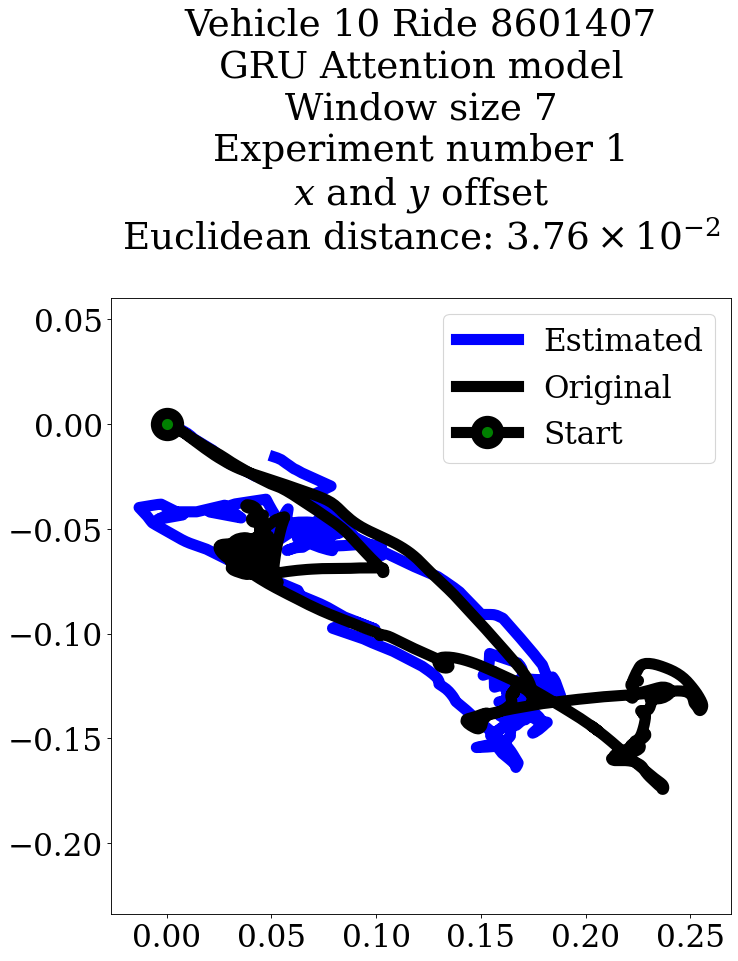 Vehicle 10 Ride 8601407
GRU Attention model
Window size 7
Experiment number 1
x and y offset
Euclidean distance: 3.76 × 10⁻²
Estimated
Original
Start
0.05
0.00
−0.05
−0.10
−0.15
−0.20
0.00 0.05 0.10 0.15 0.20 0.25